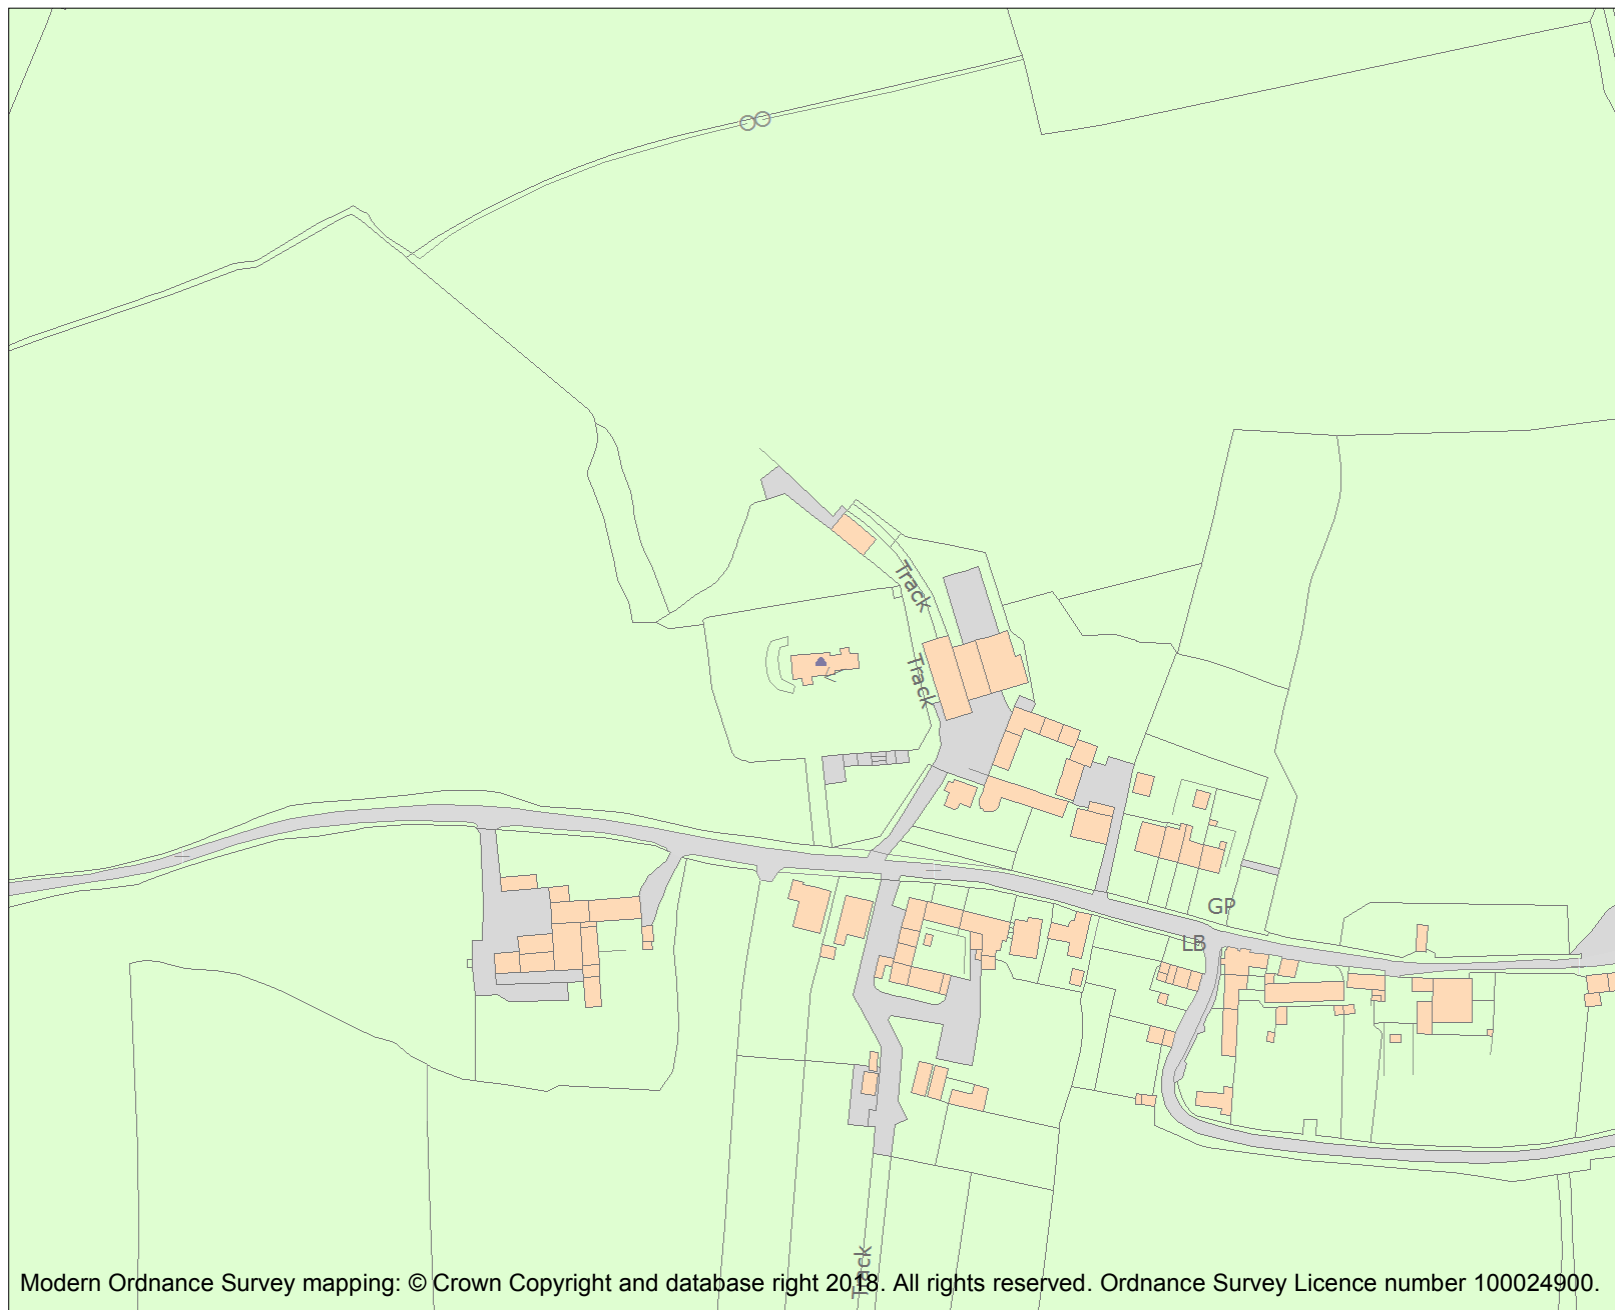 Track
Track
GP
LB
Track
Modern Ordnance Survey mapping: © Crown Copyright and database right 2018. All rights reserved. Ordnance Survey Licence number 100024900.